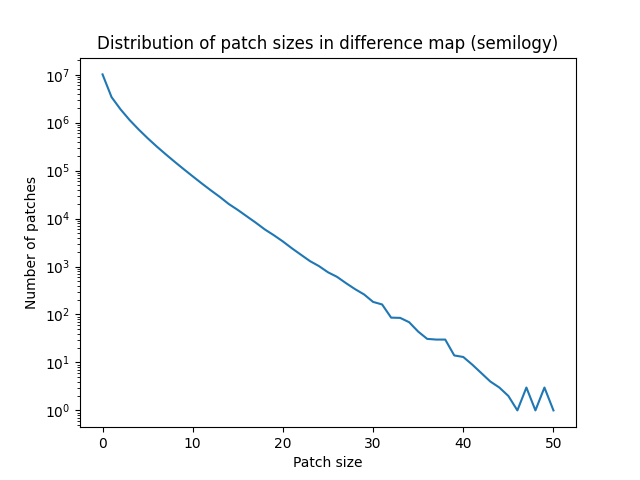 Distribution of patch sizes in difference map (semilogy)
10⁷
10⁶
10⁵
10⁴
10³
10²
10¹
10⁰
Number of patches
0 10 20 30 40 50
Patch size